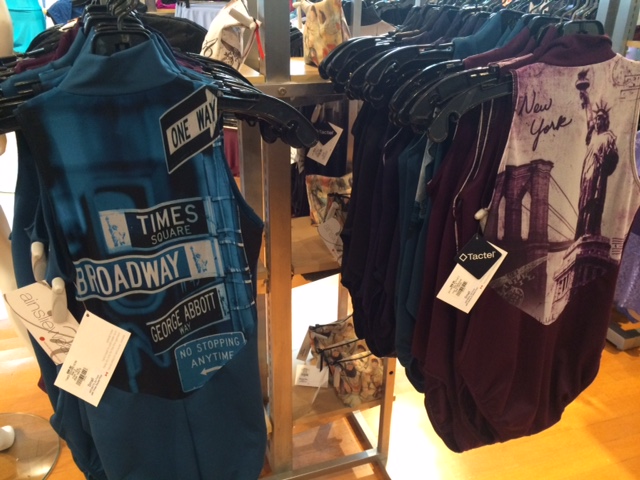 ONE WAY
TIMES
SQUARE
BROADWAY
GEORGE ABBOTT
WAY
NO STOPPING
ANYTIME
New
York
Tactel